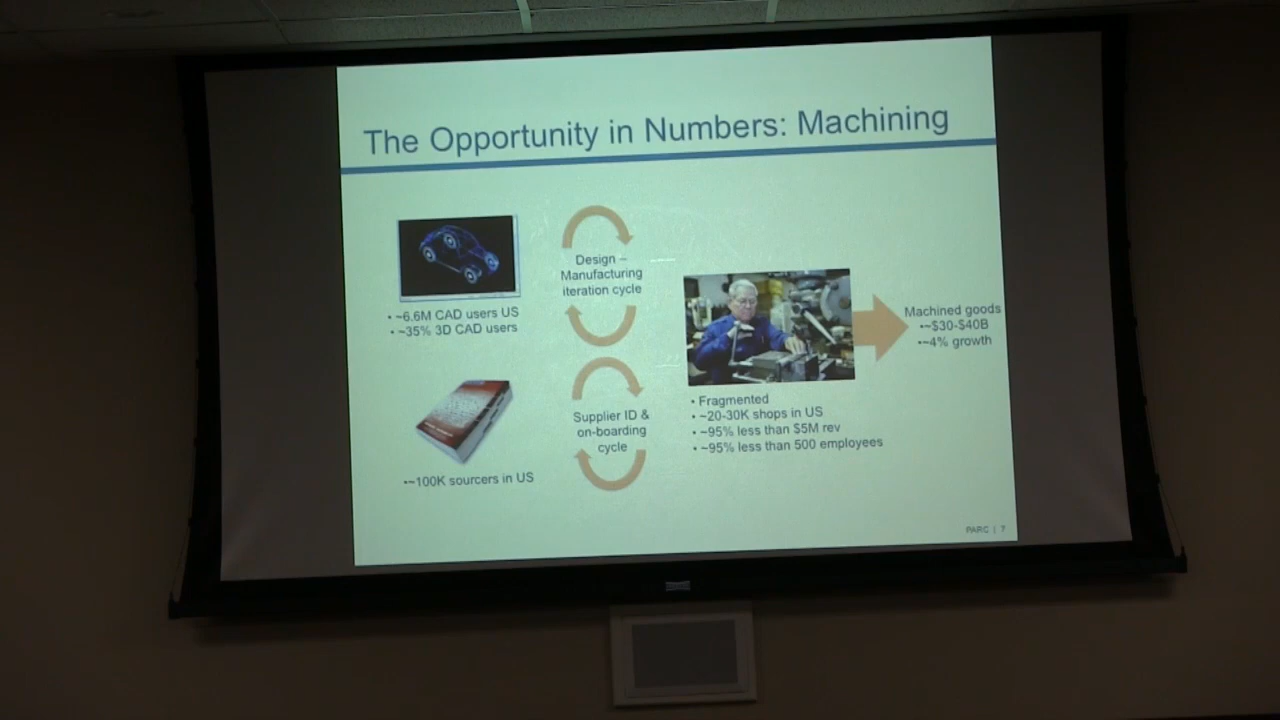 The Opportunity in Numbers: Machining
• ~6.6M CAD users US
• ~35% 3D CAD users
Design –
Manufacturing
iteration cycle
•~100K sourcers in US
Supplier ID &
on-boarding
cycle
• Fragmented
• ~20-30K shops in US
• ~95% less than $5M rev
• ~95% less than 500 employees
Machined goods
•~$30-$40B
•~4% growth
PARC | 7